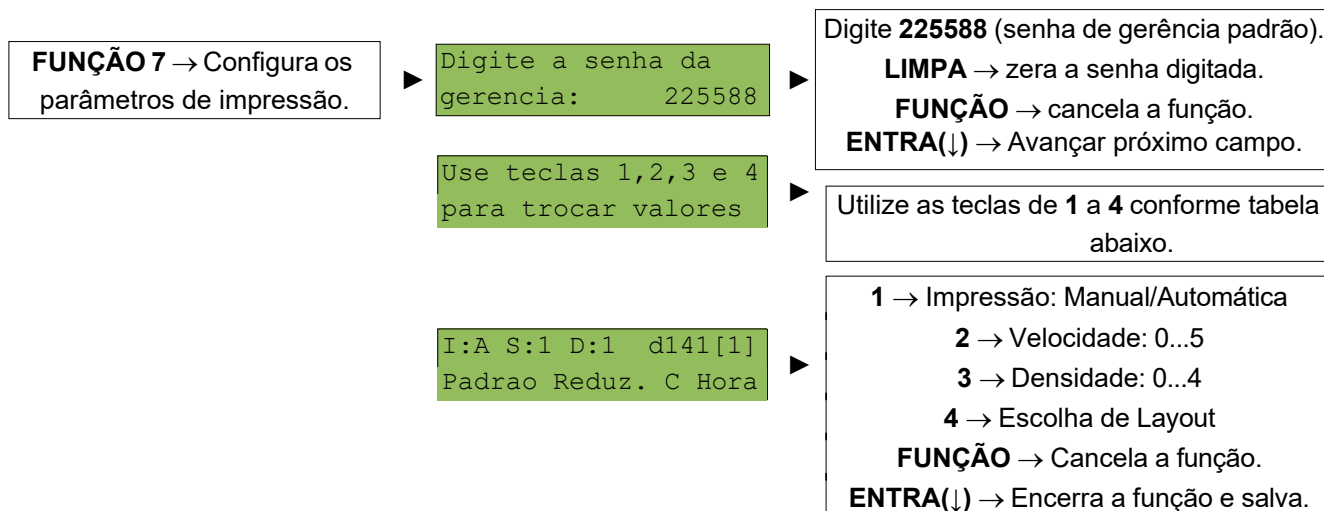 FUNÇÃO 7 → Configura os
parâmetros de impressão.
►
Digite a senha da
gerencia: 225588
►
Digite 225588 (senha de gerência padrão).
LIMPA → zera a senha digitada.
FUNÇÃO → cancela a função.
ENTRA(↓) → Avançar próximo campo.
Use teclas 1,2,3 e 4
para trocar valores
►
Utilize as teclas de 1 a 4 conforme tabela
abaixo.
I:A S:1 D:1 d141[1]
Padrao Reduz. C Hora
►
1 → Impressão: Manual/Automática
2 → Velocidade: 0...5
3 → Densidade: 0...4
4 → Escolha de Layout
FUNÇÃO → Cancela a função.
ENTRA(↓) → Encerra a função e salva.